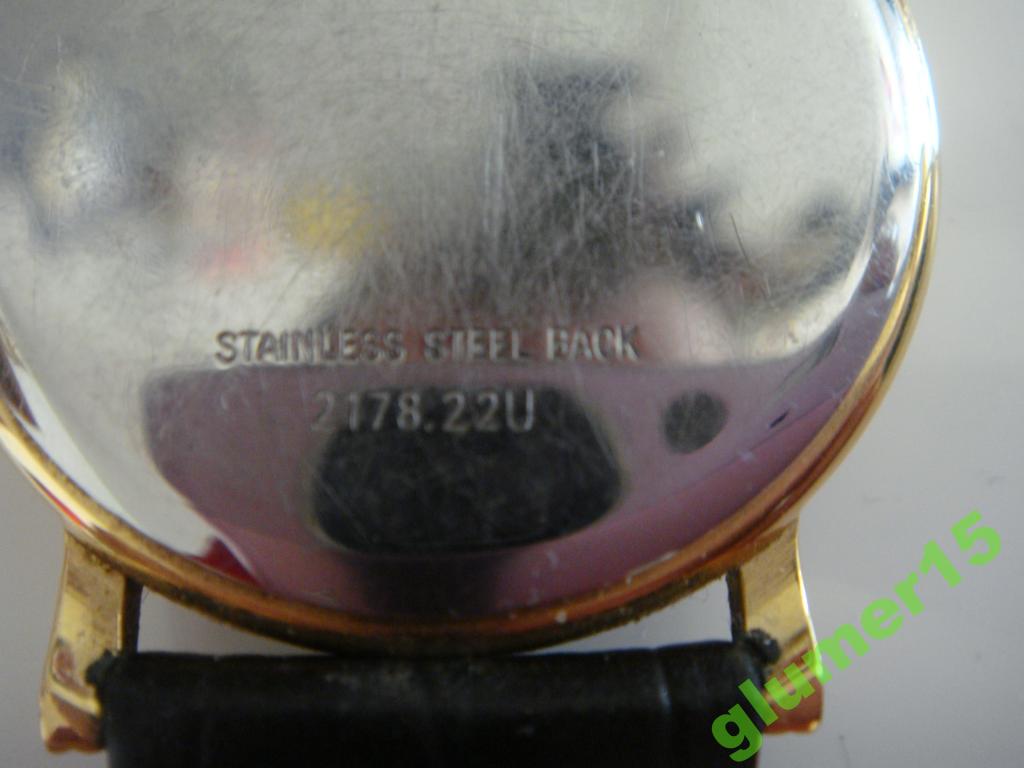 STAINLESS STEEL BACK
2178.22U
glumer15